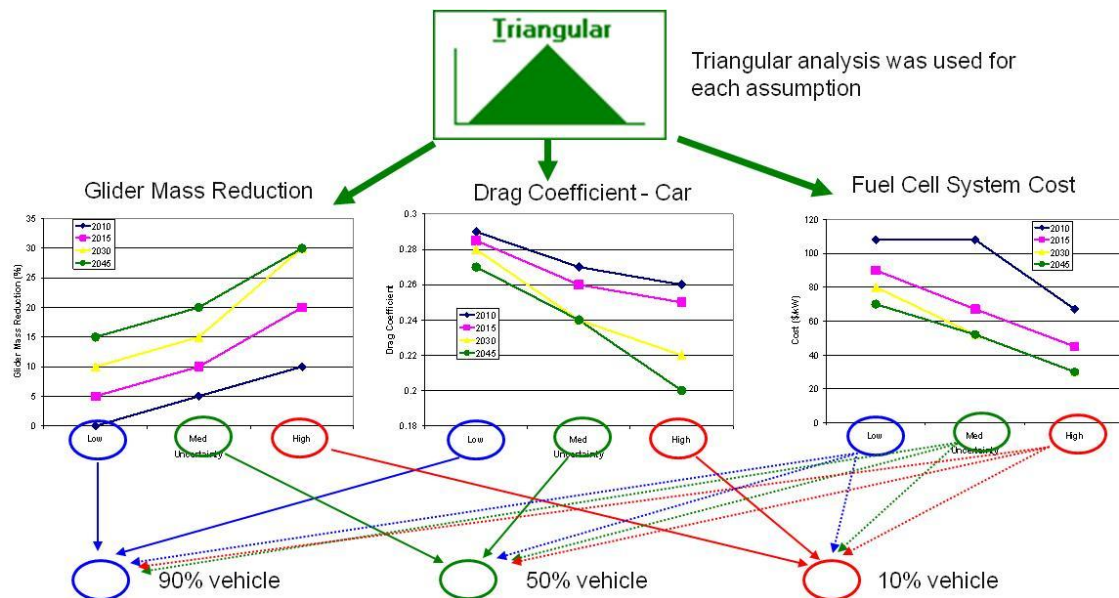 Triangular
Triangular analysis was used for
each assumption
Glider Mass Reduction
35
30
25
20
15
10
5
0
Glider Mass Reduction (%)
2010
2015
2030
2045
Low
Med
High
Uncertainty
Drag Coefficient - Car
0.3
0.28
0.26
0.24
0.22
0.2
0.18
Drag Coefficient
2010
2015
2030
2045
Low
Med
High
Uncertainty
Fuel Cell System Cost
120
100
80
60
40
20
0
Cost ($/kW)
2010
2015
2030
2045
Low
Med
High
Uncertainty
90% vehicle
50% vehicle
10% vehicle